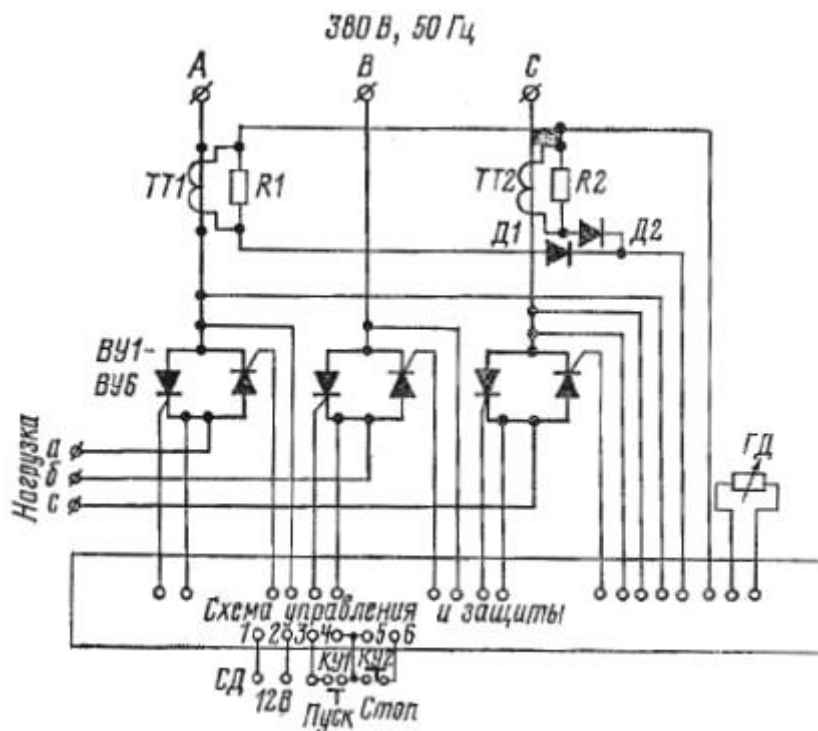 380 В, 50 Гц
А В С
ТТ1 R1 ТТ2 R2
Д1 Д2
ВУ1-
ВУ6
Нагрузка
а
б
с
ГД
Схема управления и защиты
1 2 3 4 5 6
КУ1 КУ2
СД 12В Пуск Стоп